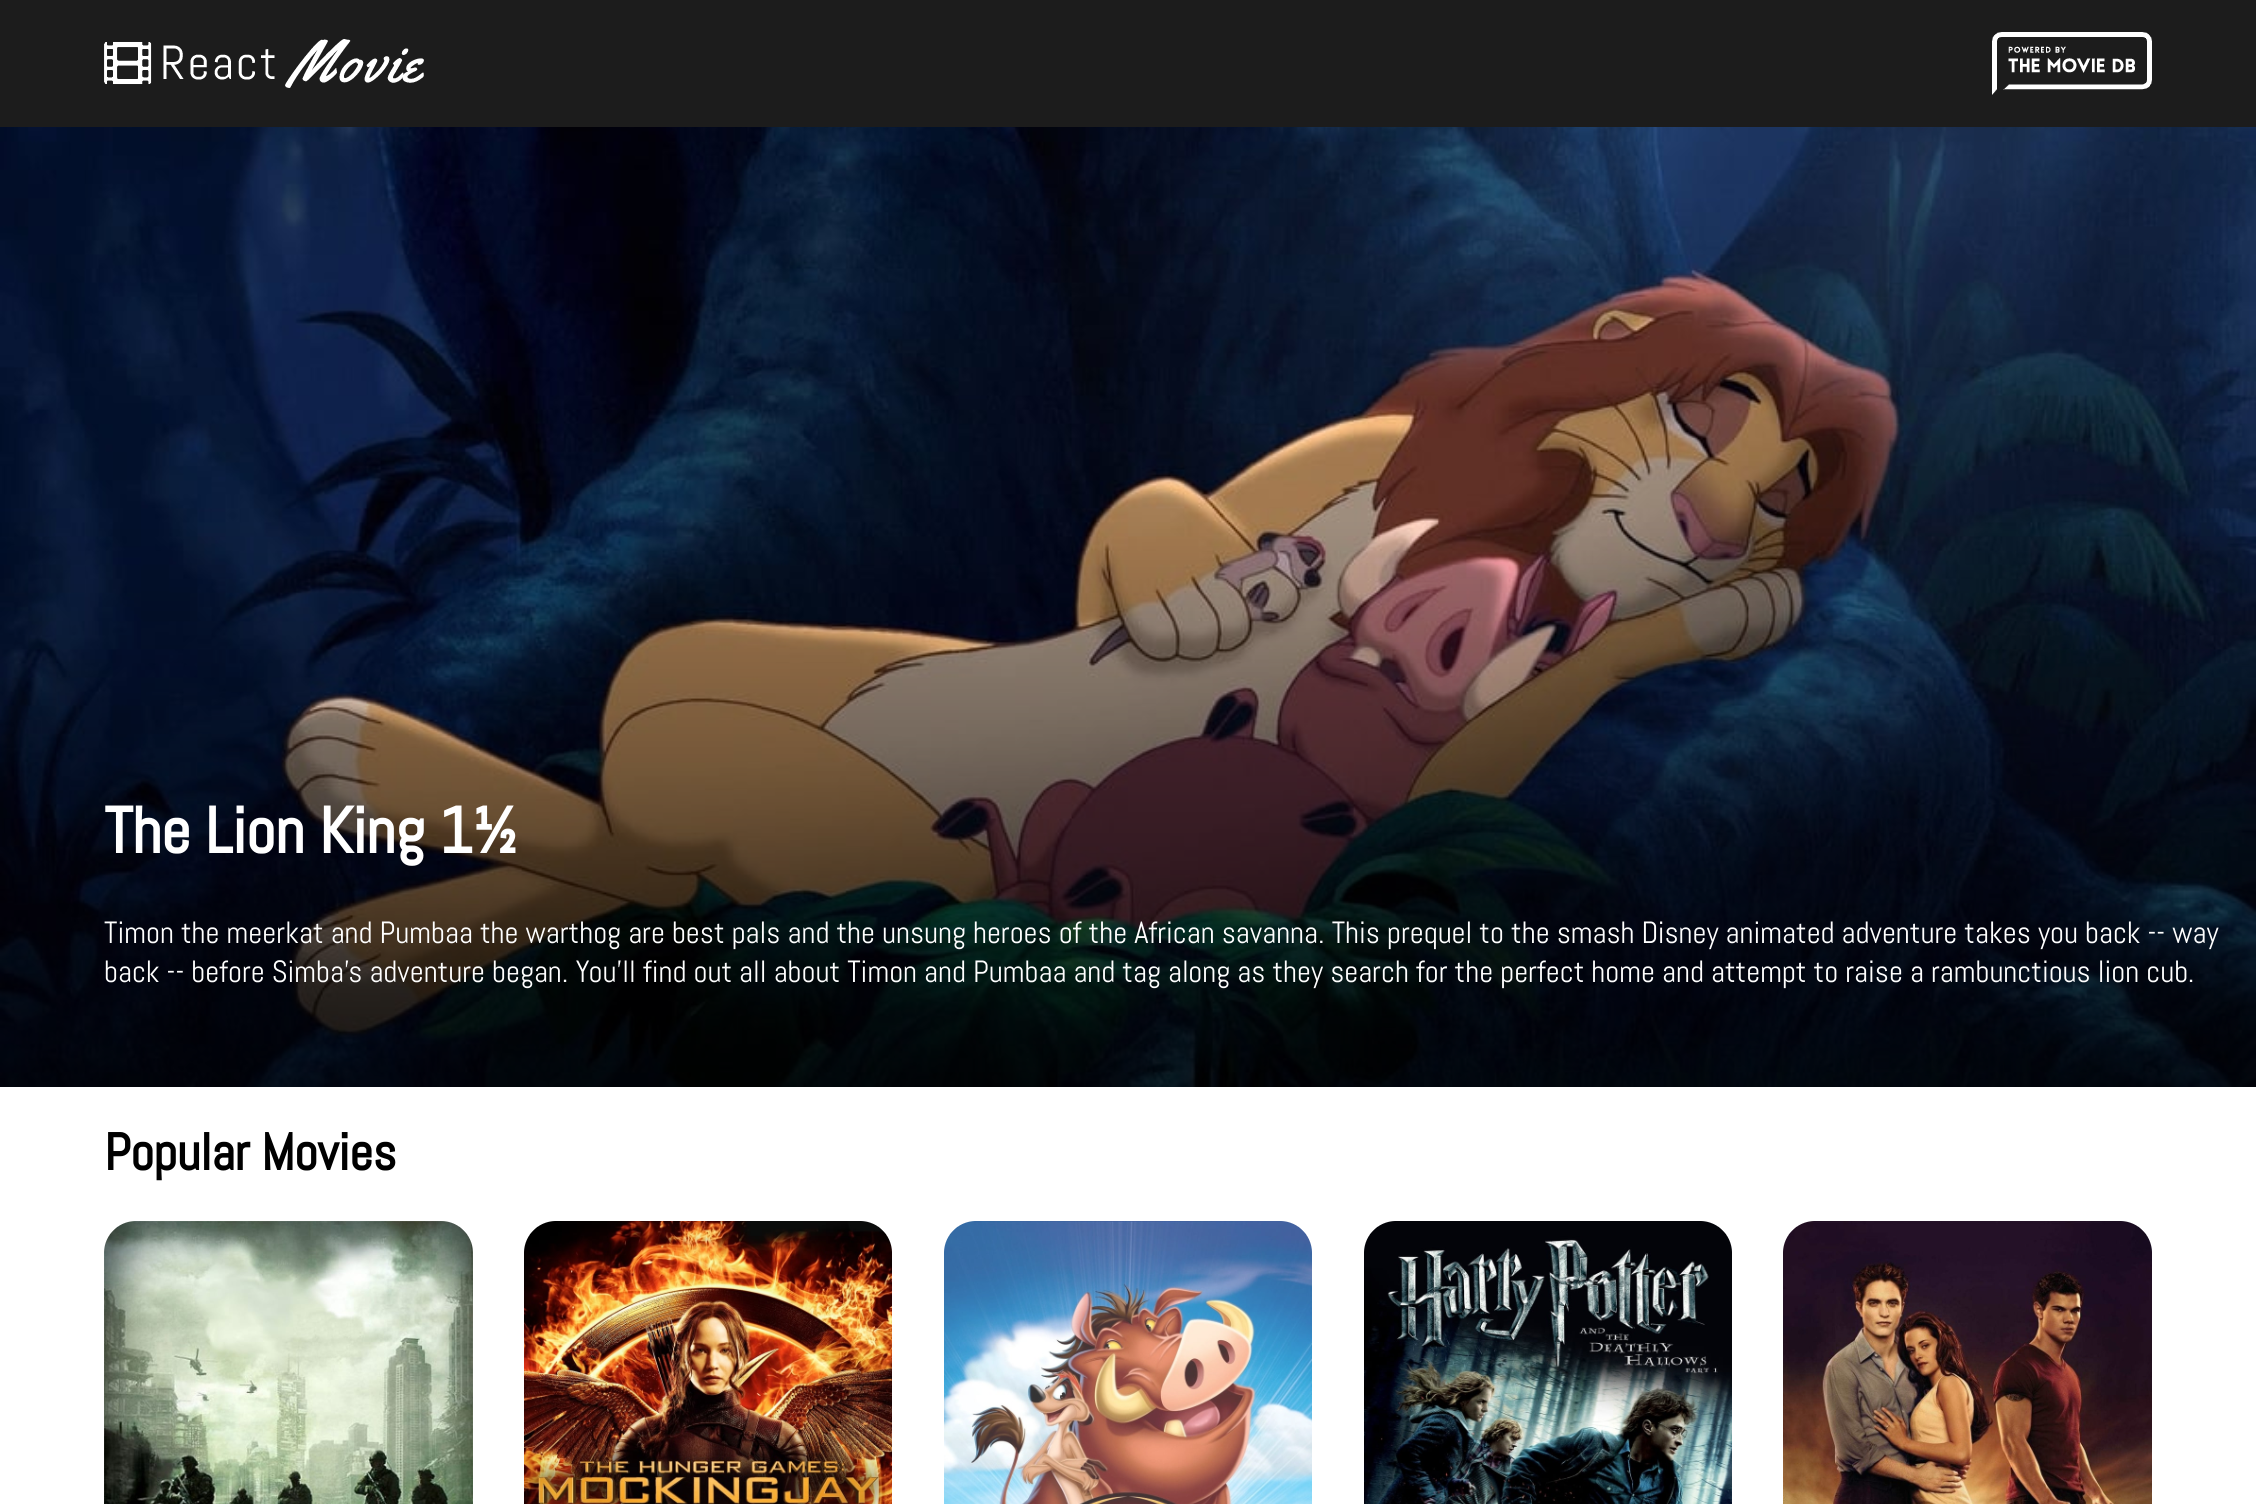 React Movie
POWERED BY
THE MOVIE DB
The Lion King 1½
Timon the meerkat and Pumbaa the warthog are best pals and the unsung heroes of the African savanna. This prequel to the smash Disney animated adventure takes you back -- way
back -- before Simba's adventure began. You'll find out all about Timon and Pumbaa and tag along as they search for the perfect home and attempt to raise a rambunctious lion cub.
Popular Movies
THE HUNGER GAMES:
MOCKINGJAY
Harry Potter
AND THE
DEATHLY
HALLOWS
PART 1